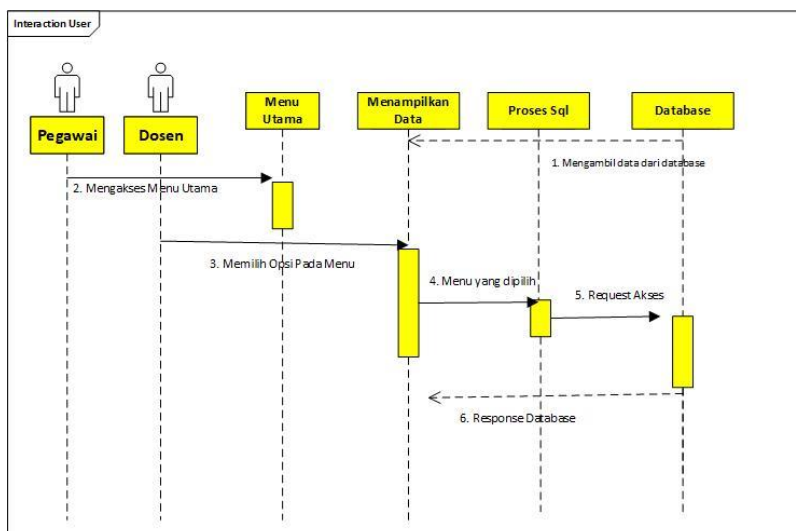 Interaction User
Pegawai
Dosen
Menu
Utama
Menampilkan
Data
Proses Sql
Database
1. Mengambil data dari database
2. Mengakses Menu Utama
3. Memilih Opsi Pada Menu
4. Menu yang dipilih
5. Request Akses
6. Response Database